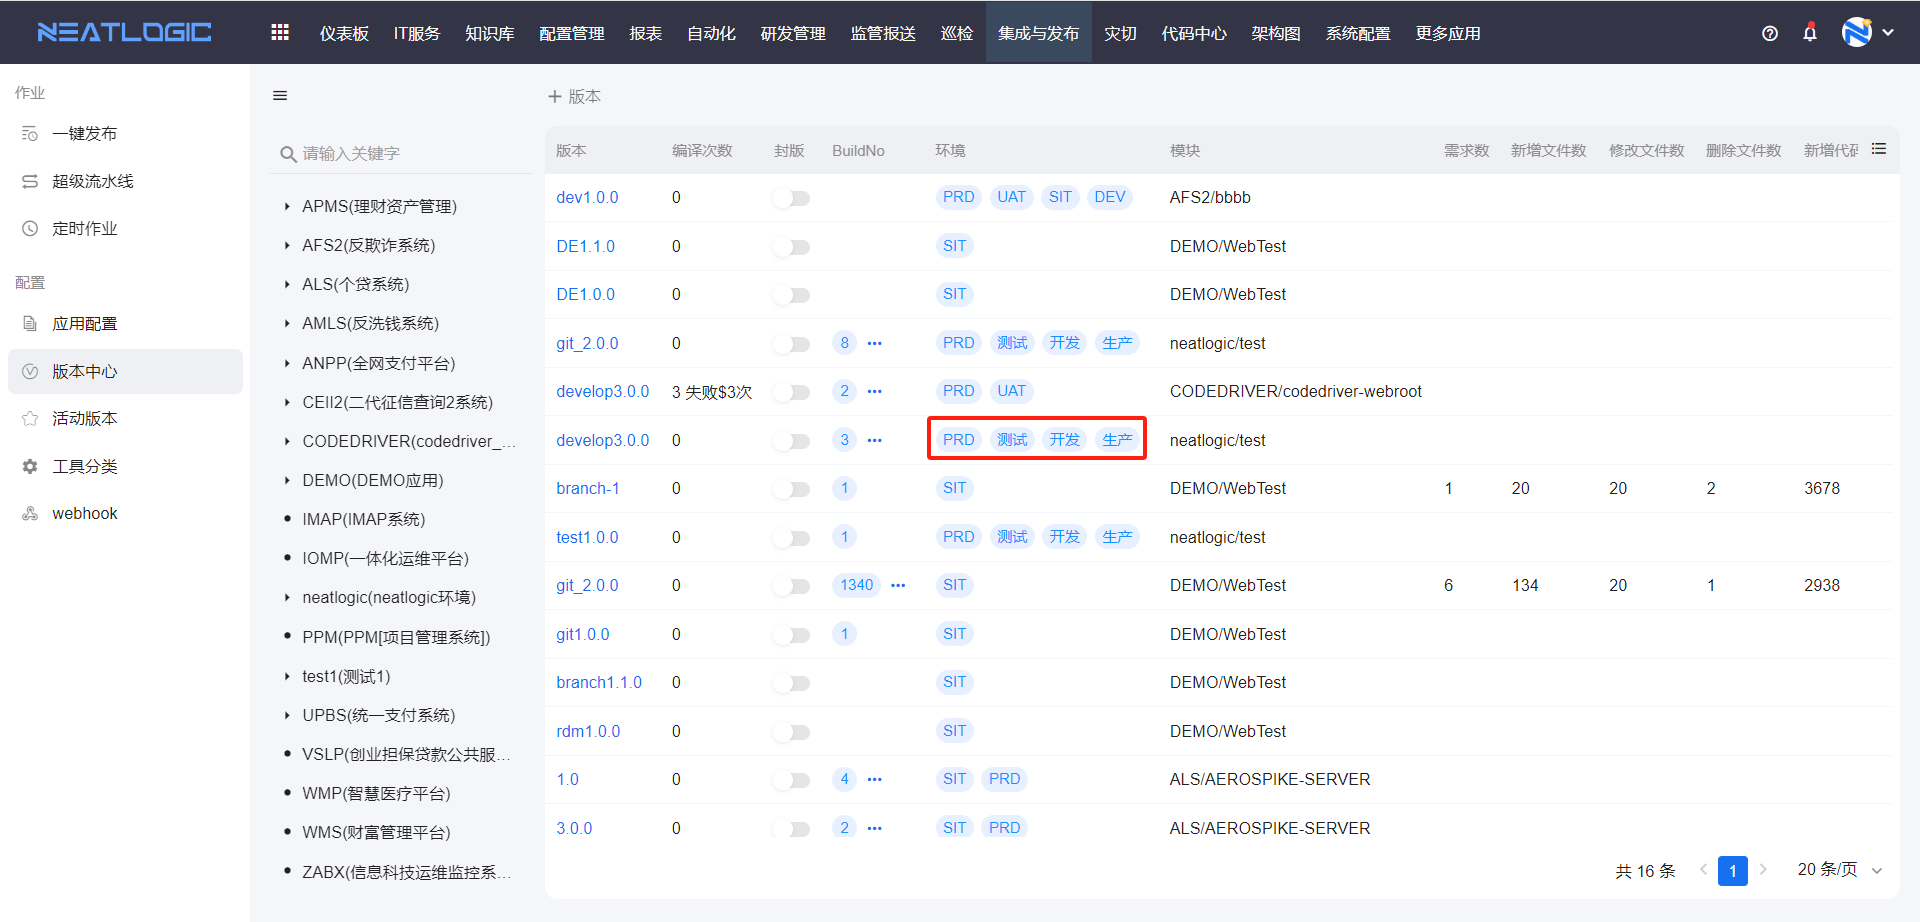 NEATLOGIC 仪表板 IT服务 知识库 配置管理 报表 自动化 研发管理 监管报送 巡检 集成与发布 灾切 代码中心 架构图 系统配置 更多应用
作业
一键发布
超级流水线
定时作业
配置
应用配置
版本中心
活动版本
工具分类
webhook
请输入关键字
APMS(理财资产管理)
AFS2(反欺诈系统)
ALS(个贷系统)
AMLS(反洗钱系统)
ANPP(全网支付平台)
CEII2(二代征信查询2系统)
CODEDRIVER(codedriver_...
DEMO(DEMO应用)
IMAP(IMAP系统)
IOMP(一体化运维平台)
neatlogic(neatlogic环境)
PPM(PPM[项目管理系统])
test1(测试1)
UPBS(统一支付系统)
VSLP(创业担保贷款公共服...
WMP(智慧医疗平台)
WMS(财富管理平台)
ZABX(信息科技运维监控系...
+ 版本
版本 编译次数 封版 BuildNo 环境 模块 需求数 新增文件数 修改文件数 删除文件数 新增代码
dev1.0.0 0 PRD UAT SIT DEV AFS2/bbbb
DE1.1.0 0 SIT DEMO/WebTest
DE1.0.0 0 SIT DEMO/WebTest
git_2.0.0 0 8 ••• PRD 测试 开发 生产 neatlogic/test
develop3.0.0 3 失败$3次 2 ••• PRD UAT CODEDRIVER/codedriver-webroot
develop3.0.0 0 3 ••• PRD 测试 开发 生产 neatlogic/test
branch-1 0 1 SIT DEMO/WebTest 1 20 20 2 3678
test1.0.0 0 1 PRD 测试 开发 生产 neatlogic/test
git_2.0.0 0 1340 ••• SIT DEMO/WebTest 6 134 20 1 2938
git1.0.0 0 1 SIT DEMO/WebTest
branch1.1.0 0 SIT DEMO/WebTest
rdm1.0.0 0 SIT DEMO/WebTest
1.0 0 4 ••• SIT PRD ALS/AEROSPIKE-SERVER
3.0.0 0 2 ••• SIT PRD ALS/AEROSPIKE-SERVER
共 16 条 1 20 条/页